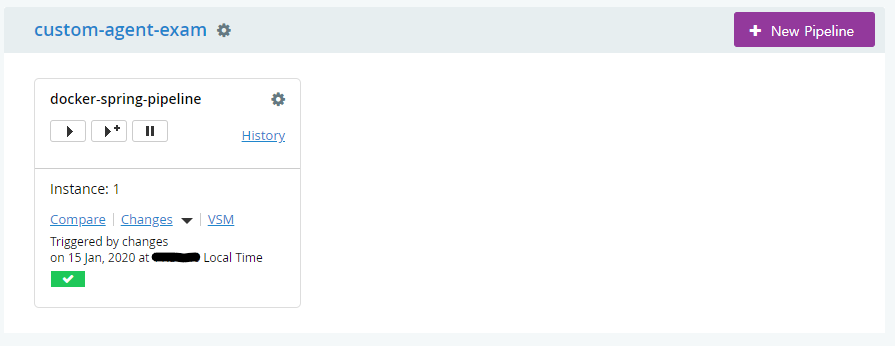 custom-agent-exam
New Pipeline
docker-spring-pipeline
History
Instance: 1
Compare Changes VSM
Triggered by changes
on 15 Jan, 2020 at Local Time